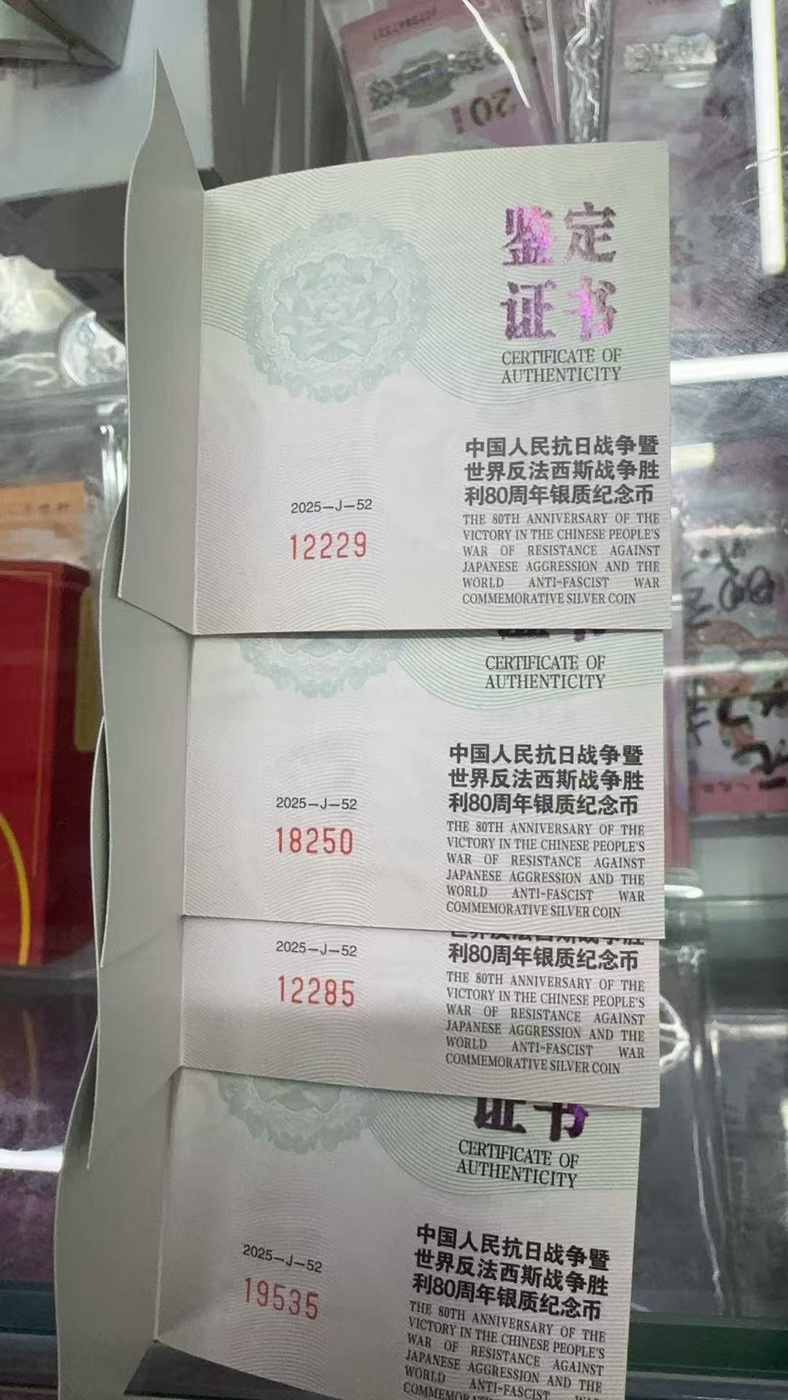 20
鉴定
证书
CERTIFICATE OF
AUTHENTICITY
中国人民抗日战争暨
世界反法西斯战争胜
利80周年银质纪念币
THE 80TH ANNIVERSARY OF THE
VICTORY IN THE CHINESE PEOPLE'S
WAR OF RESISTANCE AGAINST
JAPANESE AGGRESSION AND THE
WORLD ANTI-FASCIST WAR
COMMEMORATIVE SILVER COIN
2025-J-52
12229
CERTIFICATE OF
AUTHENTICITY
中国人民抗日战争暨
世界反法西斯战争胜
利80周年银质纪念币
THE 80TH ANNIVERSARY OF THE
VICTORY IN THE CHINESE PEOPLE'S
WAR OF RESISTANCE AGAINST
JAPANESE AGGRESSION AND THE
WORLD ANTI-FASCIST WAR
COMMEMORATIVE SILVER COIN
2025-J-52
18250
世界反法西斯战争胜
利80周年银质纪念币
THE 80TH ANNIVERSARY OF THE
VICTORY IN THE CHINESE PEOPLE'S
WAR OF RESISTANCE AGAINST
JAPANESE AGGRESSION AND THE
WORLD ANTI-FASCIST WAR
COMMEMORATIVE SILVER COIN
2025-J-52
12285
证书
CERTIFICATE OF
AUTHENTICITY
中国人民抗日战争暨
世界反法西斯战争胜
利80周年银质纪念币
THE 80TH ANNIVERSARY OF THE
VICTORY IN THE CHINESE PEOPLE'S
WAR OF RESISTANCE AGAINST
JAPANESE AGGRESSION AND THE
WORLD ANTI-FASCIST
2025-J-52
19535